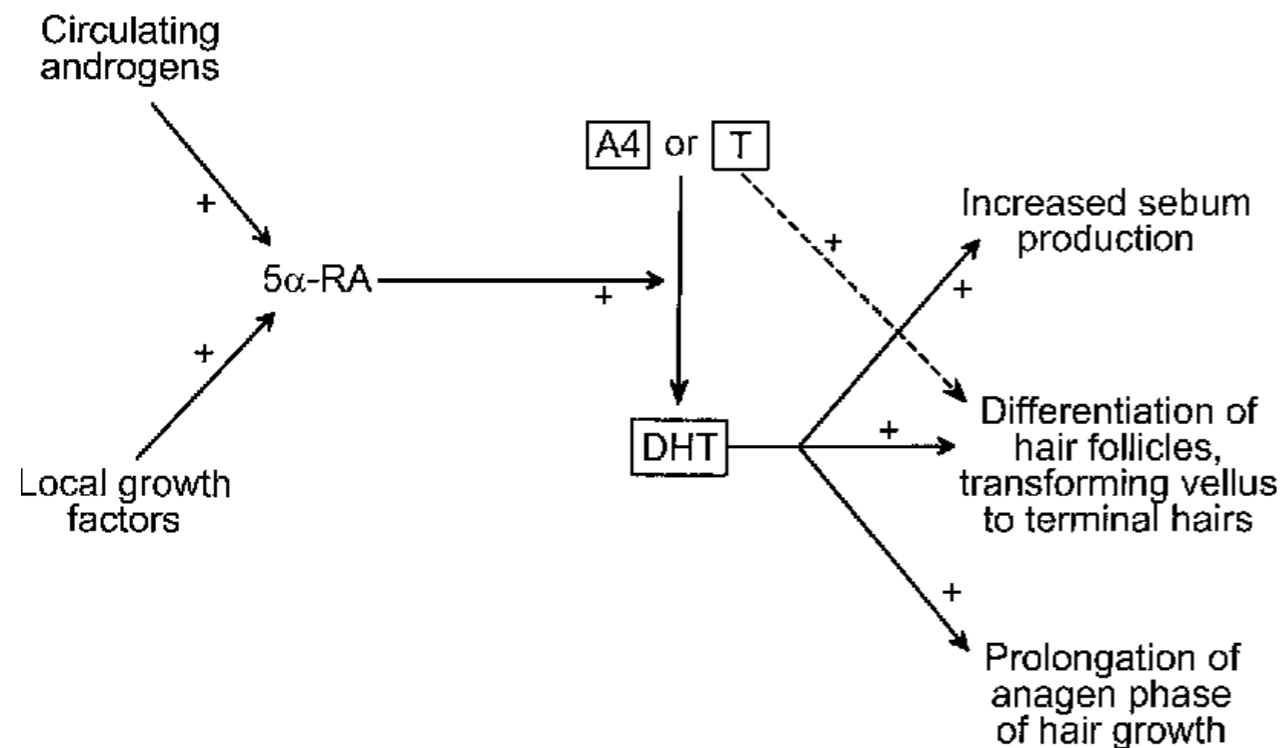 Circulating
androgens
+
A4 or T
+
Increased sebum
production
+
5α-RA
+
+
Local growth
factors
DHT
+
Differentiation of
hair follicles,
transforming vellus
to terminal hairs
+
Prolongation of
anagen phase
of hair growth